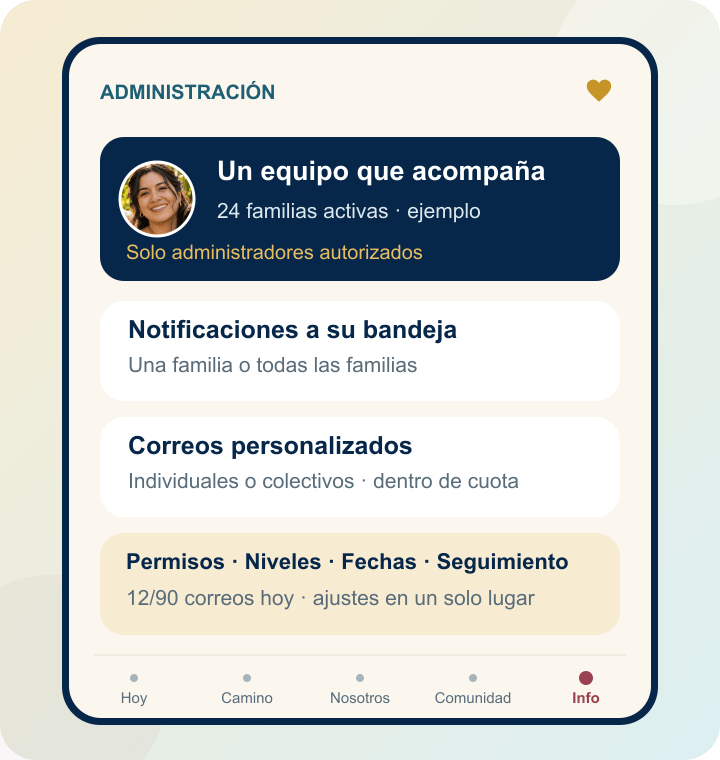 ADMINISTRACIÓN
Un equipo que acompaña
24 familias activas · ejemplo
Solo administradores autorizados
Notificaciones a su bandeja
Una familia o todas las familias
Correos personalizados
Individuales o colectivos · dentro de cuota
Permisos · Niveles · Fechas · Seguimiento
12/90 correos hoy · ajustes en un solo lugar
Hoy Camino Nosotros Comunidad Info